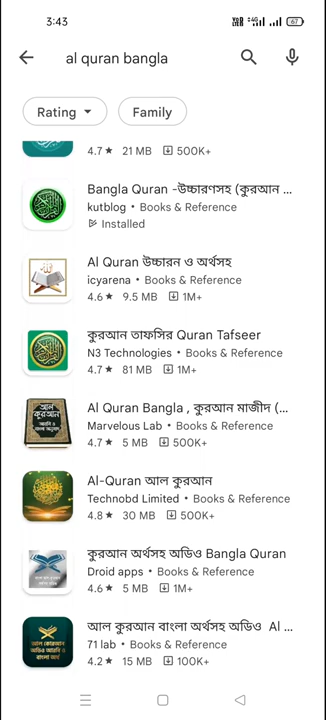 3:43
67
al quran bangla
Rating
Family
4.7★ 21 MB 500K+
Bangla Quran -উচ্চারণসহ (কুরআন ...
kutblog • Books & Reference
Installed
Al Quran উচ্চারন ও অর্থসহ
icyarena • Books & Reference
4.6★ 9.5 MB 1M+
কুরআন তাফসির Quran Tafseer
N3 Technologies • Books & Reference
4.7★ 81 MB 1M+
Al Quran Bangla , কুরআন মাজীদ (...
Marvelous Lab • Books & Reference
4.7★ 5 MB 500K+
Al-Quran আল কুরআন
Technobd Limited • Books & Reference
4.8★ 30 MB 500K+
কুরআন অর্থসহ অডিও Bangla Quran
Droid apps • Books & Reference
4.6★ 5 MB 1M+
আল কুরআন বাংলা অর্থসহ অডিও Al ...
71 lab • Books & Reference
4.2★ 15 MB 100K+